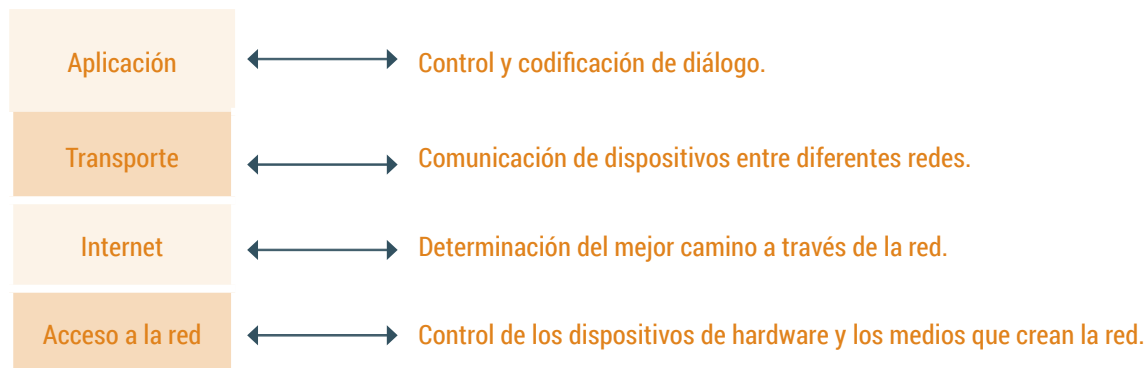 Aplicación
Control y codificación de diálogo.
Transporte
Comunicación de dispositivos entre diferentes redes.
Internet
Determinación del mejor camino a través de la red.
Acceso a la red
Control de los dispositivos de hardware y los medios que crean la red.